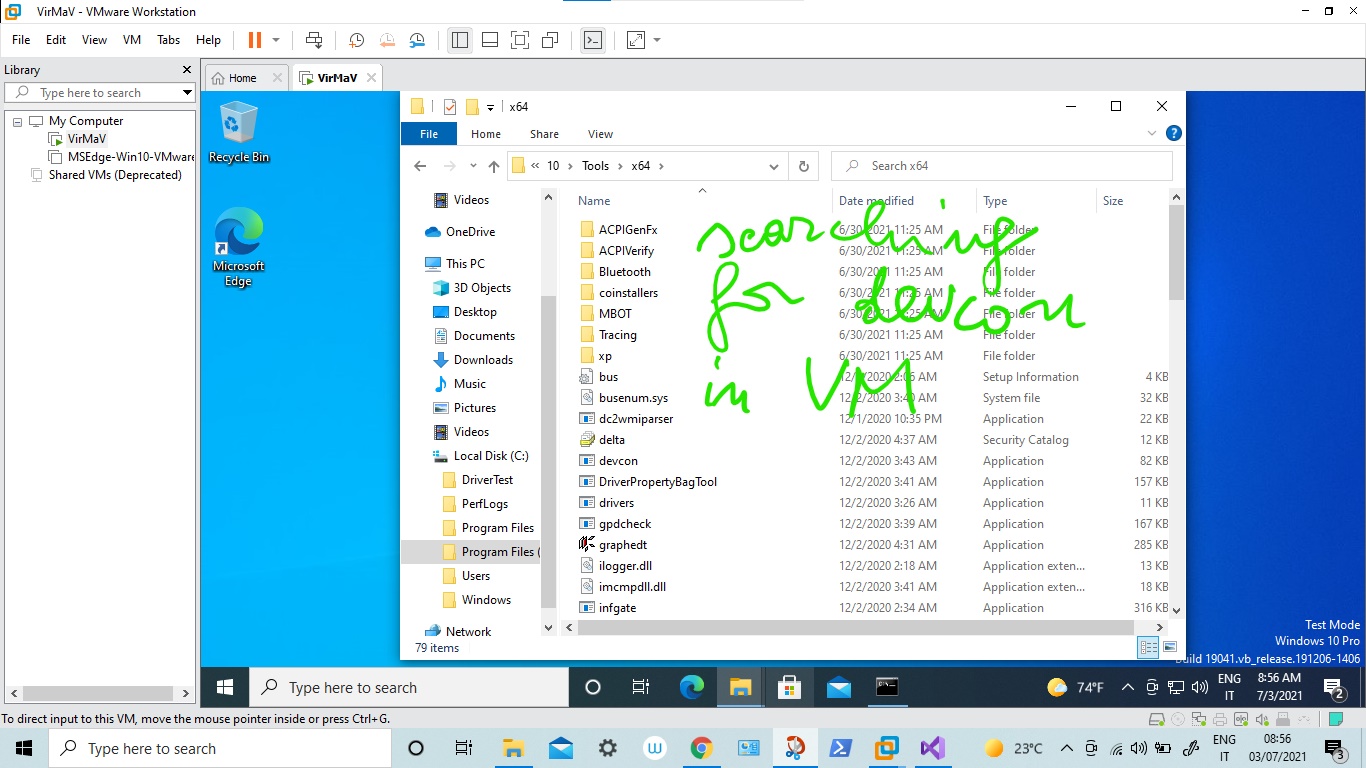 VirMaV - VMware Workstation
File Edit View VM Tabs Help
Library
Type here to search
My Computer
VirMaV
MSEdge-Win10-VMware
Shared VMs (Deprecated)
Home
VirMaV
Recycle Bin
Microsoft
Edge
x64
File Home Share View
« 10 › Tools › x64 ›
Search x64
Videos
OneDrive
This PC
3D Objects
Desktop
Documents
Downloads
Music
Pictures
Videos
Local Disk (C:)
DriverTest
PerfLogs
Program Files
Program Files (
Users
Windows
Network
Name Date modified Type Size
ACPIGenFx 6/30/2021 11:25 AM File folder
ACPIVerify 6/30/2021 11:25 AM File folder
Bluetooth 6/30/2021 11:25 AM File folder
coinstallers 6/30/2021 11:25 AM File folder
MBOT 6/30/2021 11:25 AM File folder
Tracing 6/30/2021 11:25 AM File folder
xp 6/30/2021 11:25 AM File folder
bus 12/2/2020 2:06 AM Setup Information 4 KB
busenum.sys 12/2/2020 3:40 AM System file 32 KB
dc2wmiparser 12/1/2020 10:35 PM Application 22 KB
delta 12/2/2020 4:37 AM Security Catalog 12 KB
devcon 12/2/2020 3:43 AM Application 82 KB
DriverPropertyBagTool 12/2/2020 3:41 AM Application 157 KB
drivers 12/2/2020 3:26 AM Application 11 KB
gpdcheck 12/2/2020 3:39 AM Application 167 KB
graphedt 12/2/2020 4:31 AM Application 285 KB
ilogger.dll 12/2/2020 2:18 AM Application exten... 13 KB
imcmpdll.dll 12/2/2020 3:41 AM Application exten... 18 KB
infgate 12/2/2020 2:34 AM Application 316 KB
searching
for devcon
in VM
79 items
Test Mode
Windows 10 Pro
Build 19041.vb_release.191206-1406
Type here to search
74°F
ENG
IT
8:56 AM
7/3/2021
2
To direct input to this VM, move the mouse pointer inside or press Ctrl+G.
Type here to search
23°C
ENG
IT
08:56
03/07/2021
3